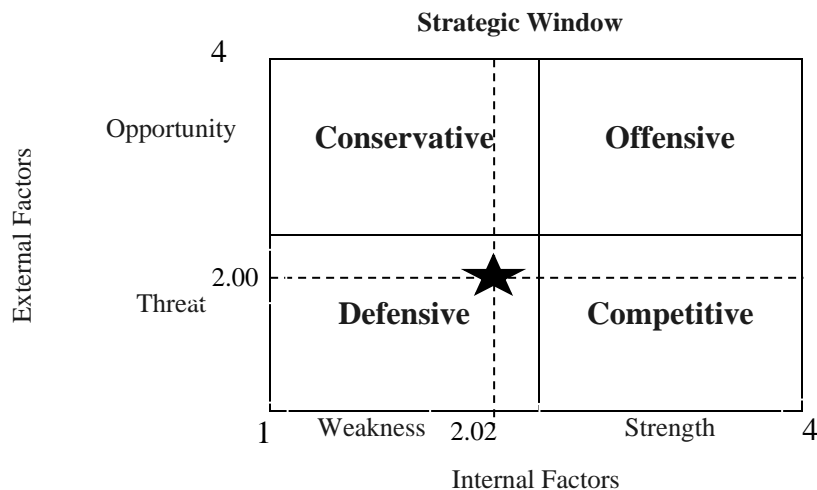 Strategic Window
4
Opportunity
Conservative
Offensive
External Factors
2.00
Threat
Defensive
Competitive
1
Weakness
2.02
Strength
4
Internal Factors